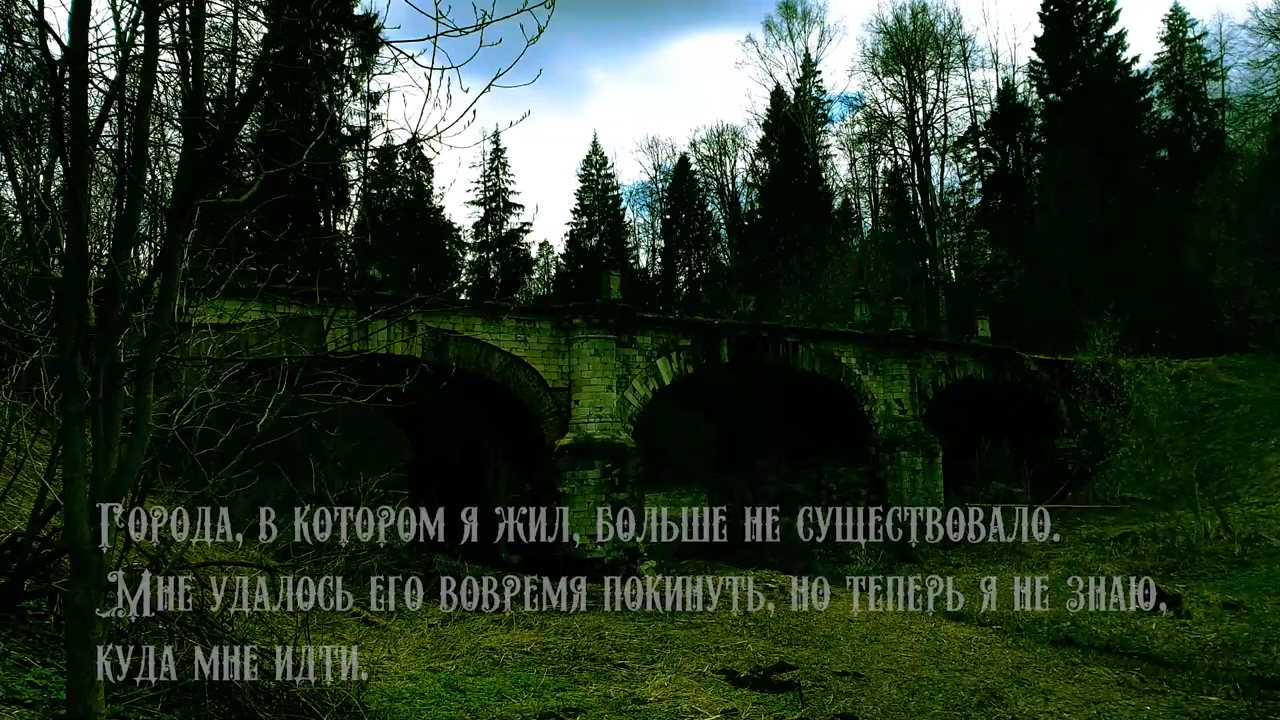 Города, в котором я жил, больше не существовало.
Мне удалось его вовремя покинуть, но теперь я не знаю,
куда мне идти.